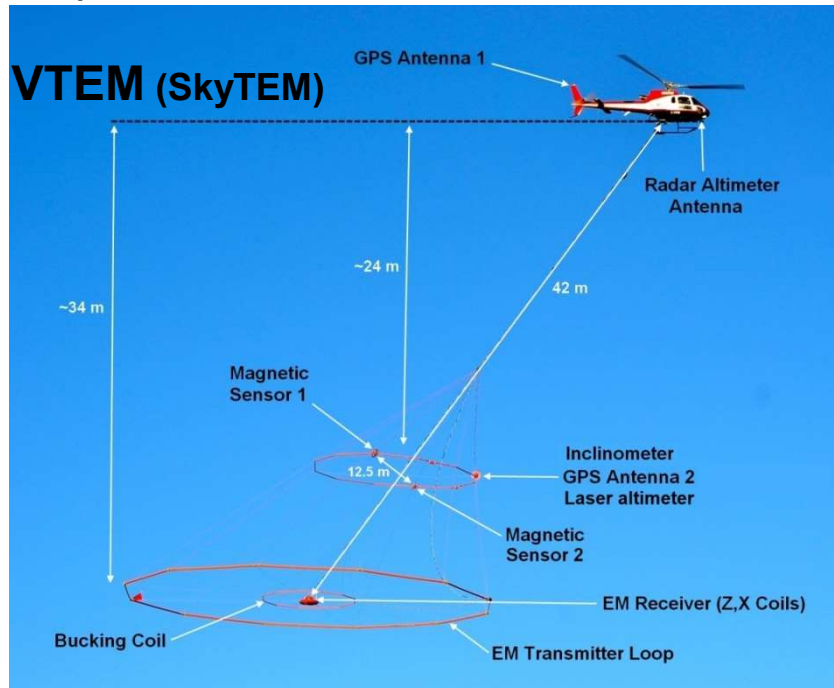 GPS Antenna 1
VTEM (SkyTEM)
Radar Altimeter
Antenna
~24 m
42 m
~34 m
Magnetic
Sensor 1
Inclinometer
12.5 m
GPS Antenna 2
Laser altimeter
Magnetic
Sensor 2
EM Receiver (Z,X Coils)
Bucking Coil
EM Transmitter Loop